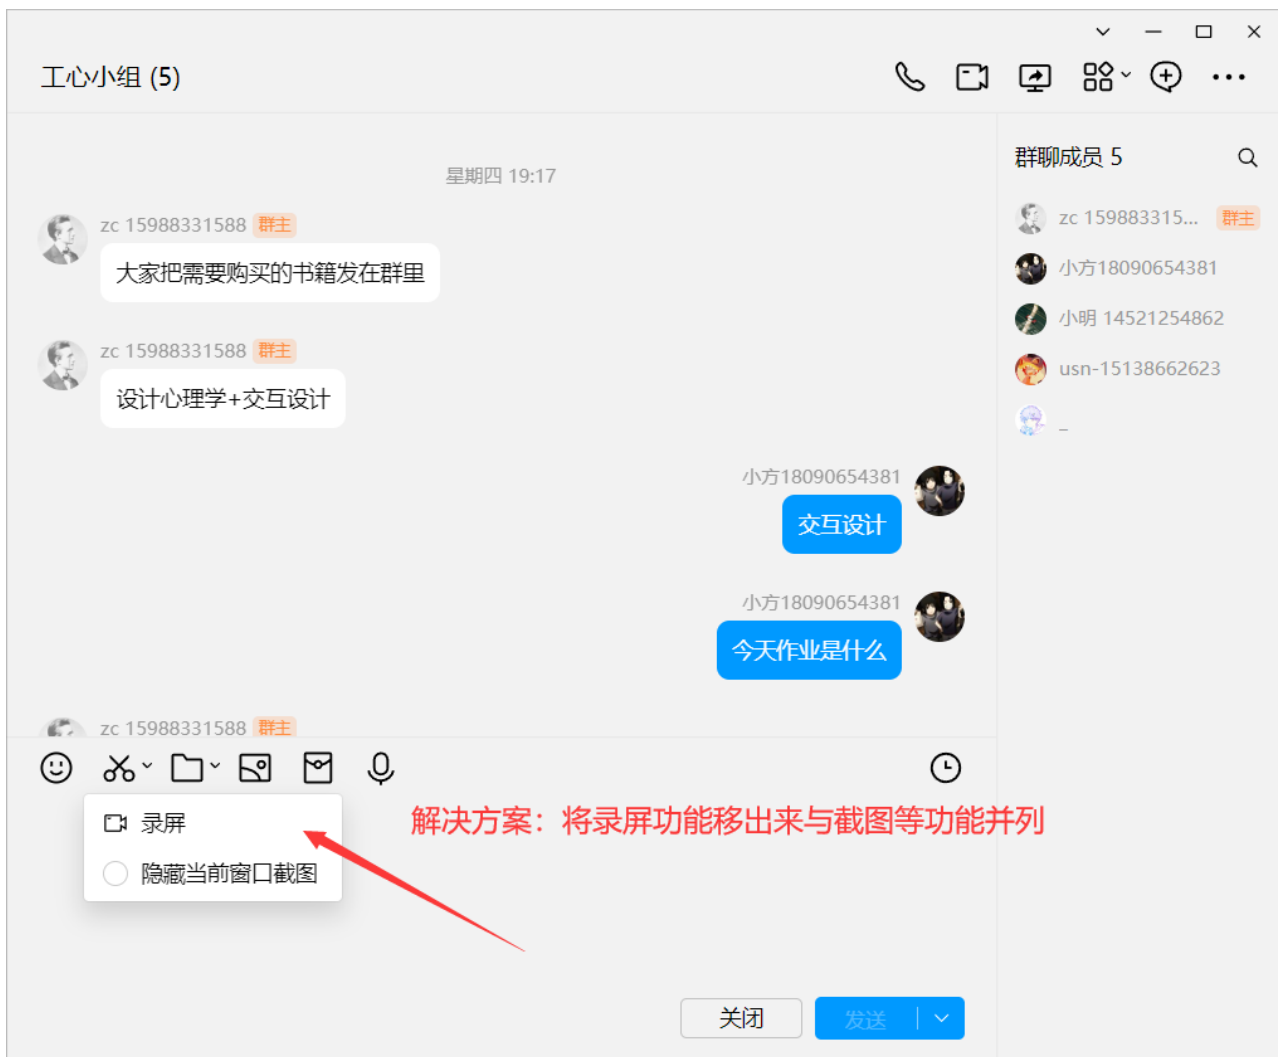 工心小组 (5)
星期四 19:17
zc 15988331588 群主
大家把需要购买的书籍发在群里
zc 15988331588 群主
设计心理学+交互设计
小方18090654381
交互设计
小方18090654381
今天作业是什么
zc 15988331588 群主
群聊成员 5
zc 159883315... 群主
小方18090654381
小明 14521254862
usn-15138662623
_
录屏
隐藏当前窗口截图
解决方案：将录屏功能移出来与截图等功能并列
关闭
发送